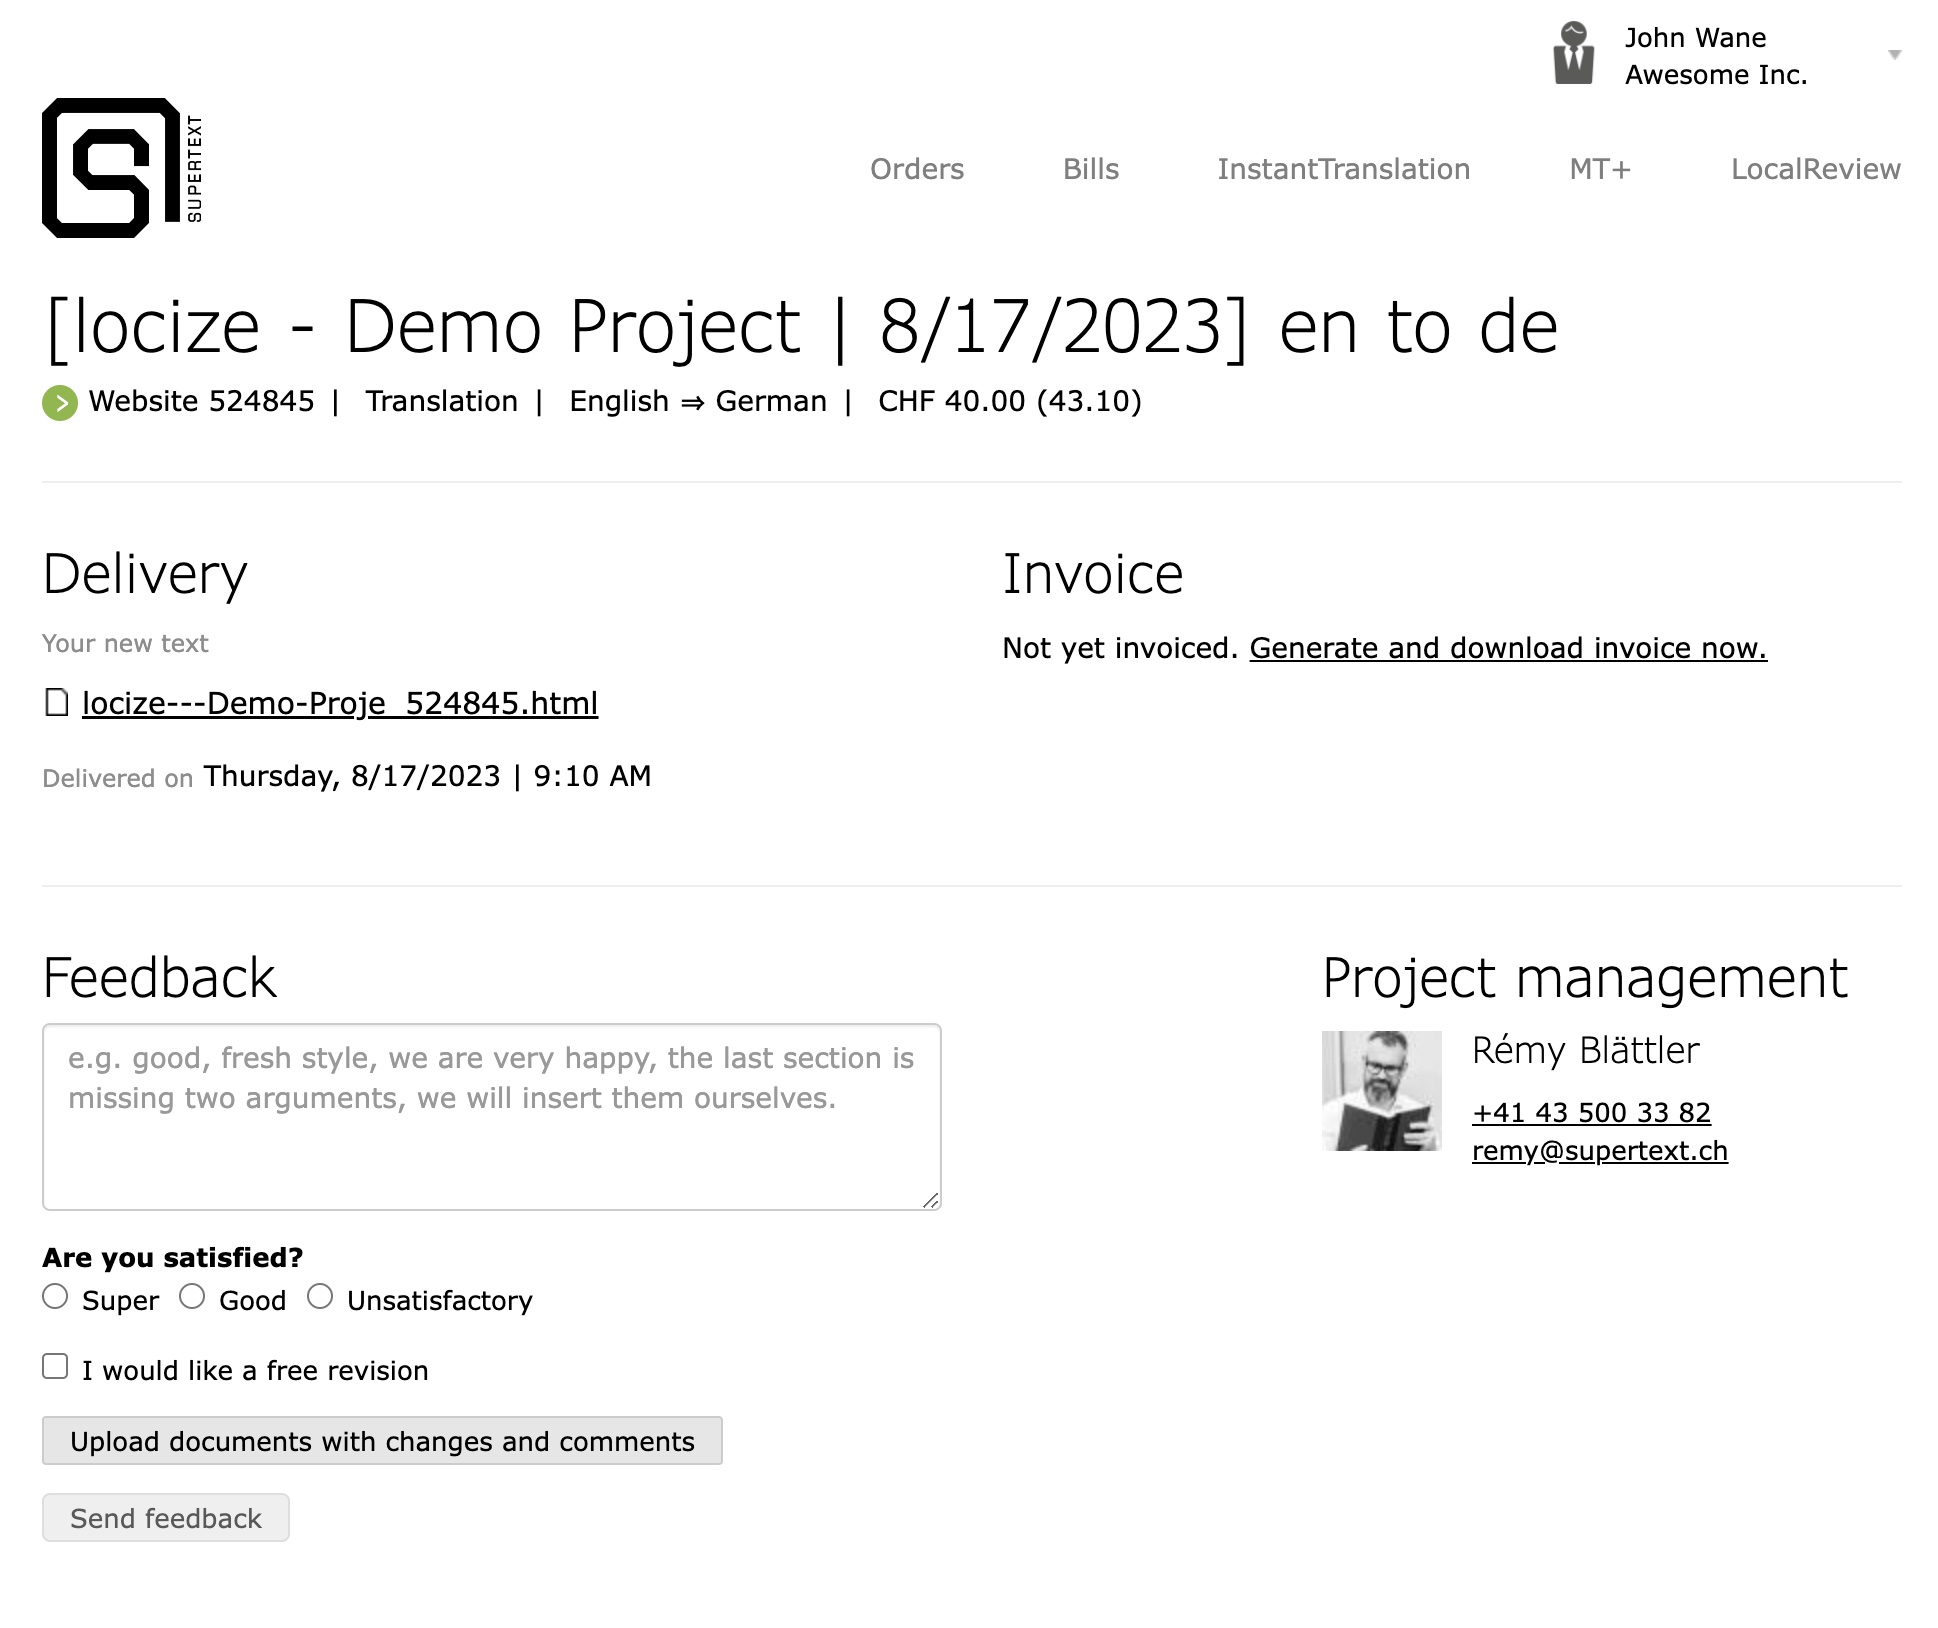 John Wane
Awesome Inc.
SUPERTEXT
Orders Bills InstantTranslation MT+ LocalReview
[locize - Demo Project | 8/17/2023] en to de
Website 524845 | Translation | English ⇒ German | CHF 40.00 (43.10)
Delivery
Your new text
locize---Demo-Proje_524845.html
Delivered on Thursday, 8/17/2023 | 9:10 AM
Invoice
Not yet invoiced. Generate and download invoice now.
Feedback
e.g. good, fresh style, we are very happy, the last section is
missing two arguments, we will insert them ourselves.
Are you satisfied?
Super Good Unsatisfactory
I would like a free revision
Upload documents with changes and comments
Send feedback
Project management
Rémy Blättler
+41 43 500 33 82
remy@supertext.ch